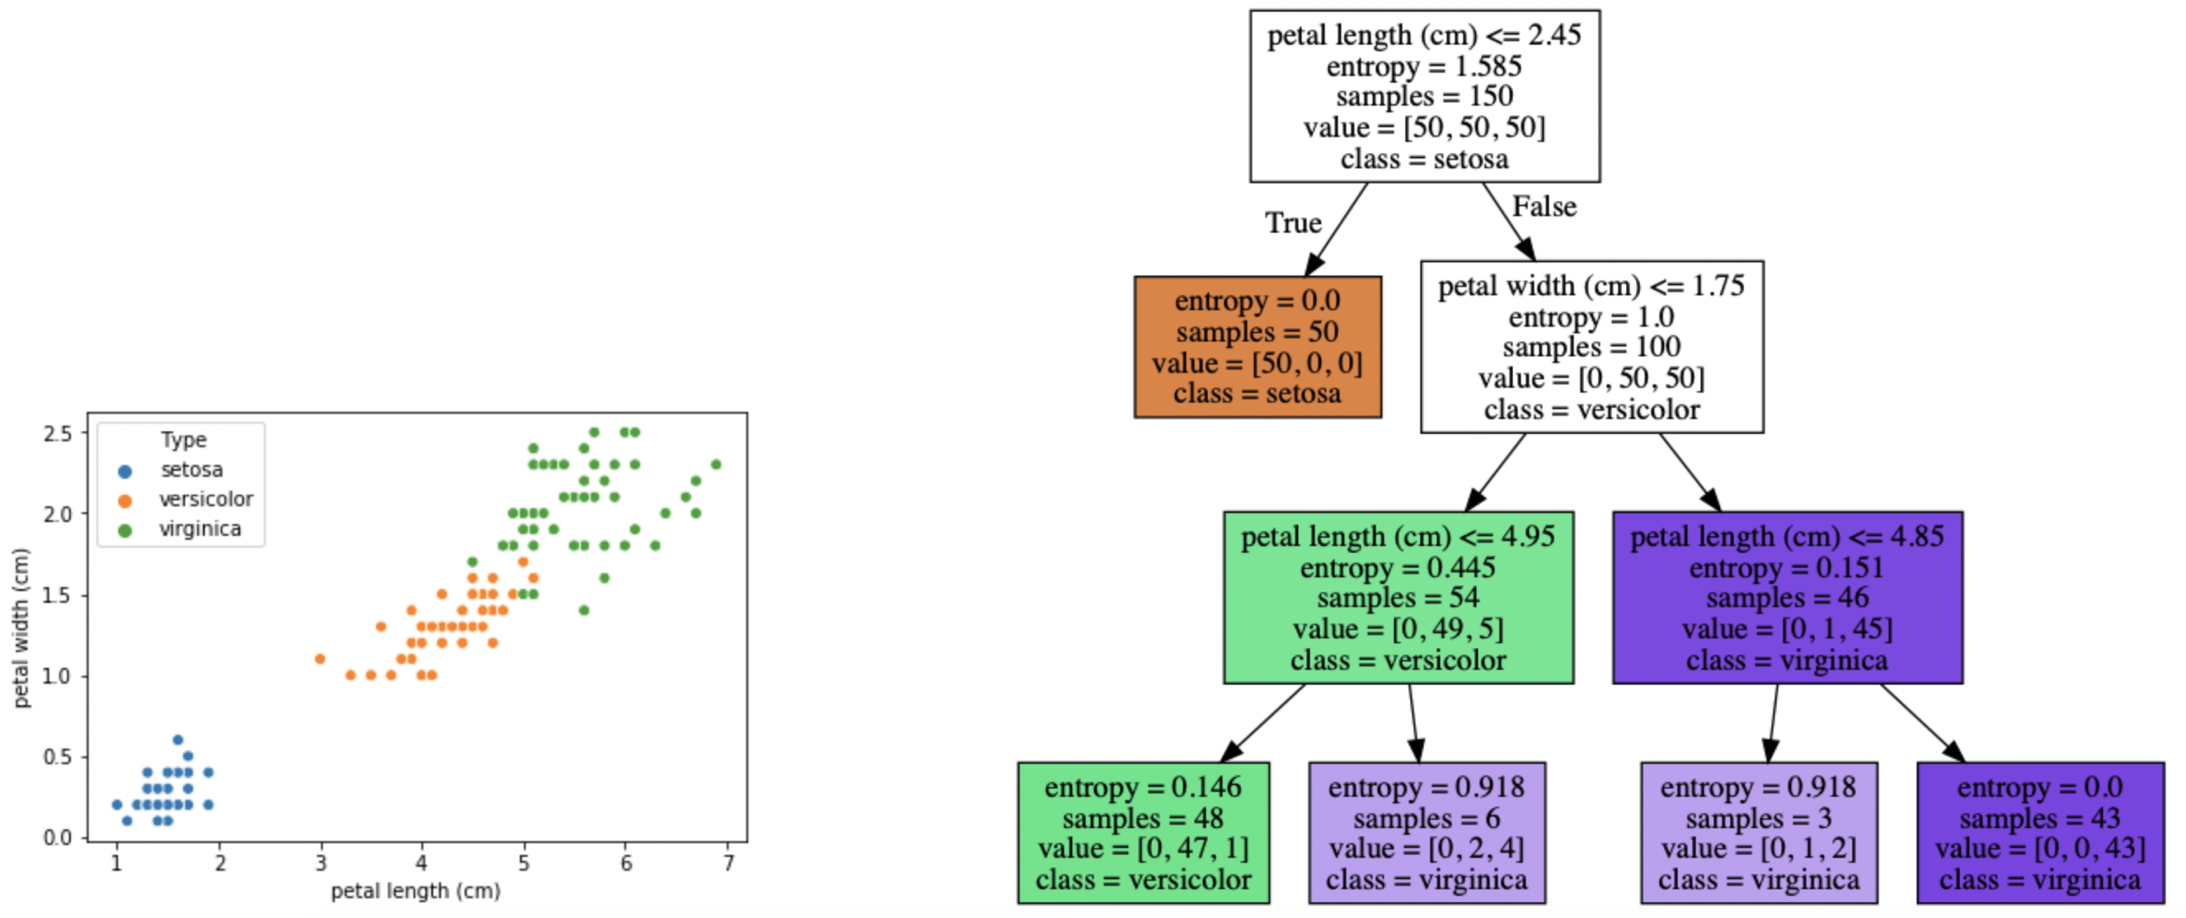 petal length (cm) <= 2.45
entropy = 1.585
samples = 150
value = [50, 50, 50]
class = setosa
True
False
entropy = 0.0
samples = 50
value = [50, 0, 0]
class = setosa
petal width (cm) <= 1.75
entropy = 1.0
samples = 100
value = [0, 50, 50]
class = versicolor
petal length (cm) <= 4.95
entropy = 0.445
samples = 54
value = [0, 49, 5]
class = versicolor
petal length (cm) <= 4.85
entropy = 0.151
samples = 46
value = [0, 1, 45]
class = virginica
entropy = 0.146
samples = 48
value = [0, 47, 1]
class = versicolor
entropy = 0.918
samples = 6
value = [0, 2, 4]
class = virginica
entropy = 0.918
samples = 3
value = [0, 1, 2]
class = virginica
entropy = 0.0
samples = 43
value = [0, 0, 43]
class = virginica
Type
setosa
versicolor
virginica
petal width (cm)
2.5
2.0
1.5
1.0
0.5
0.0
1 2 3 4 5 6 7
petal length (cm)